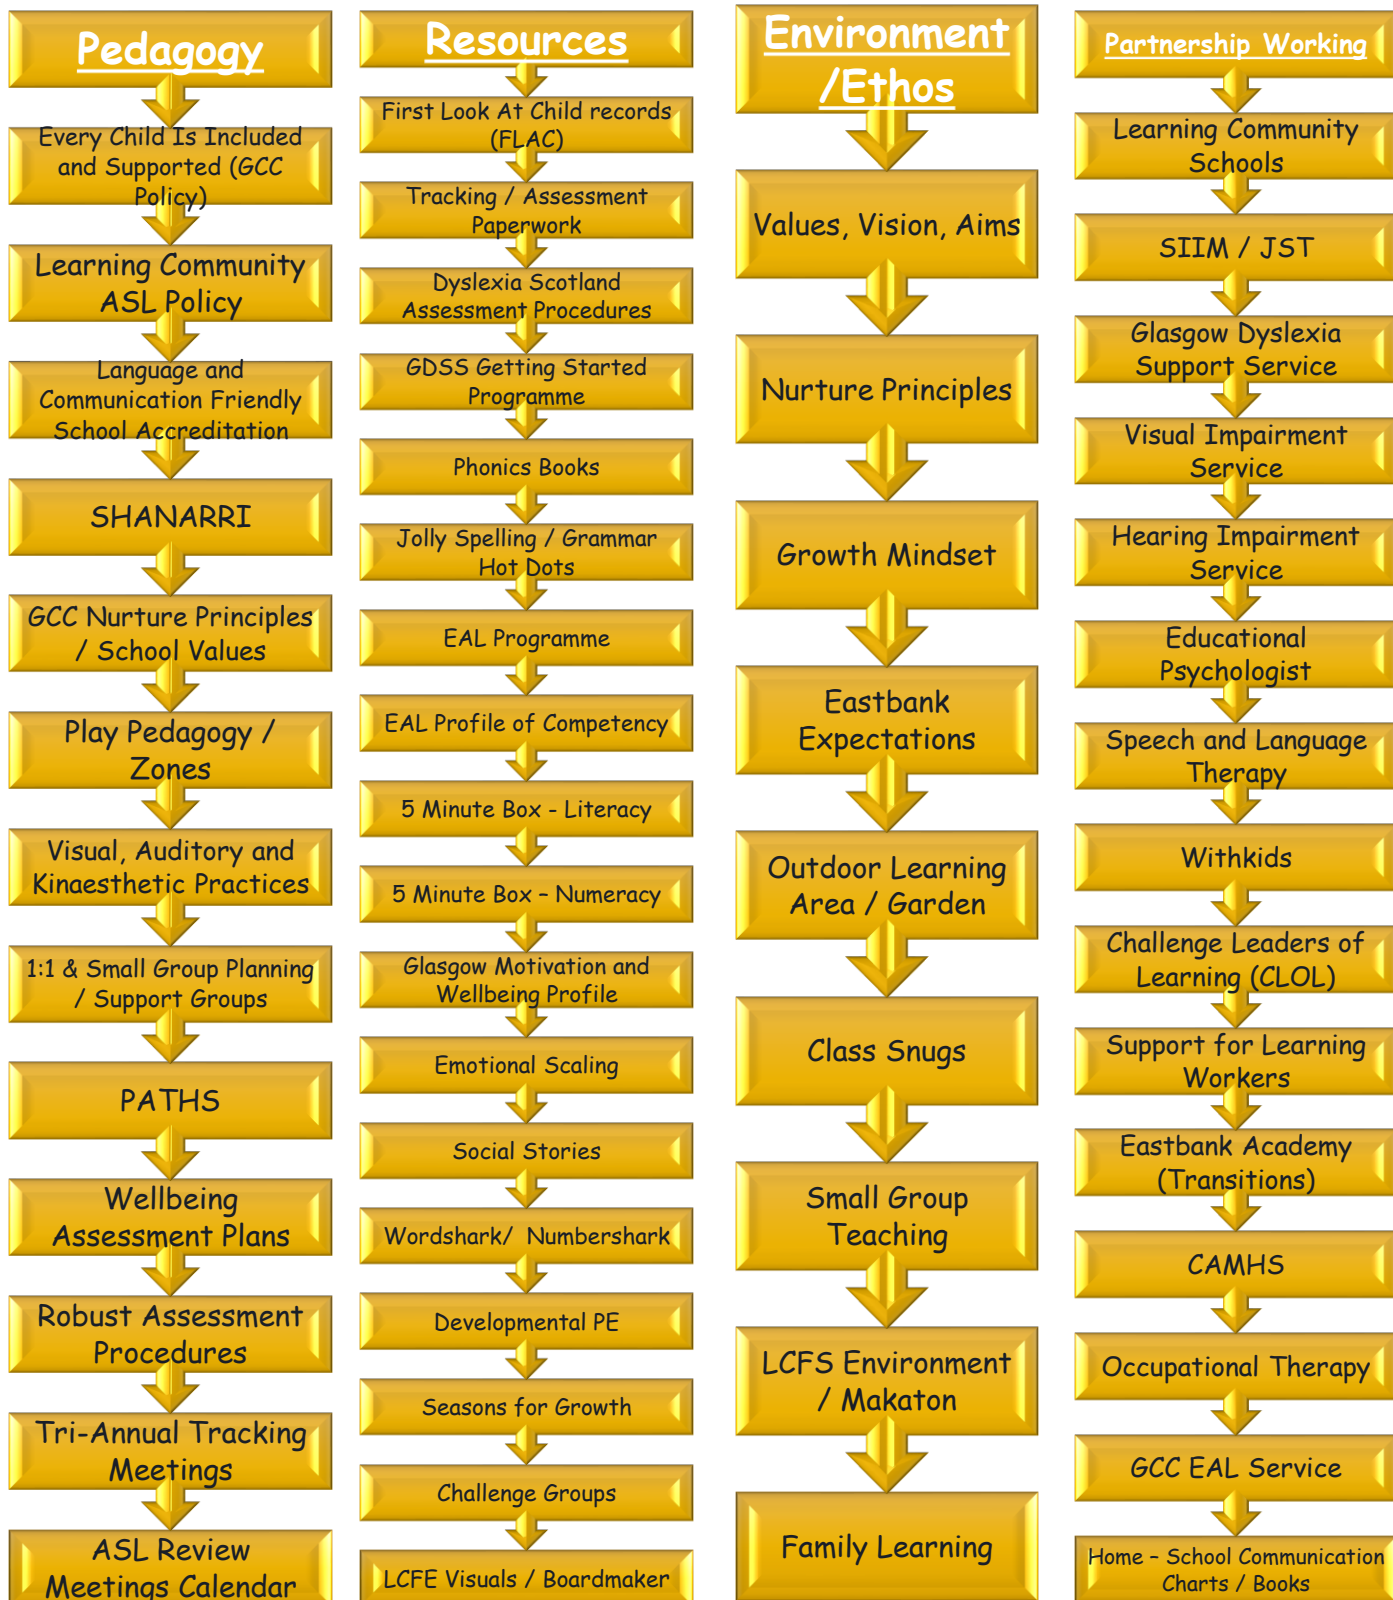 Pedagogy
Every Child Is Included
and Supported (GCC
Policy)
Learning Community
ASL Policy
Language and
Communication Friendly
School Accreditation
SHANARRI
GCC Nurture Principles
/ School Values
Play Pedagogy /
Zones
Visual, Auditory and
Kinaesthetic Practices
1:1 & Small Group Planning
/ Support Groups
PATHS
Wellbeing
Assessment Plans
Robust Assessment
Procedures
Tri-Annual Tracking
Meetings
ASL Review
Meetings Calendar
Resources
First Look At Child records
(FLAC)
Tracking / Assessment
Paperwork
Dyslexia Scotland
Assessment Procedures
GDSS Getting Started
Programme
Phonics Books
Jolly Spelling / Grammar
Hot Dots
EAL Programme
EAL Profile of Competency
5 Minute Box - Literacy
5 Minute Box – Numeracy
Glasgow Motivation and
Wellbeing Profile
Emotional Scaling
Social Stories
Wordshark/ Numbershark
Developmental PE
Seasons for Growth
Challenge Groups
LCFE Visuals / Boardmaker
Environment
/Ethos
Values, Vision, Aims
Nurture Principles
Growth Mindset
Eastbank
Expectations
Outdoor Learning
Area / Garden
Class Snugs
Small Group
Teaching
LCFS Environment
/ Makaton
Family Learning
Partnership Working
Learning Community
Schools
SIIM / JST
Glasgow Dyslexia
Support Service
Visual Impairment
Service
Hearing Impairment
Service
Educational
Psychologist
Speech and Language
Therapy
Withkids
Challenge Leaders of
Learning (CLOL)
Support for Learning
Workers
Eastbank Academy
(Transitions)
CAMHS
Occupational Therapy
GCC EAL Service
Home – School Communication
Charts / Books